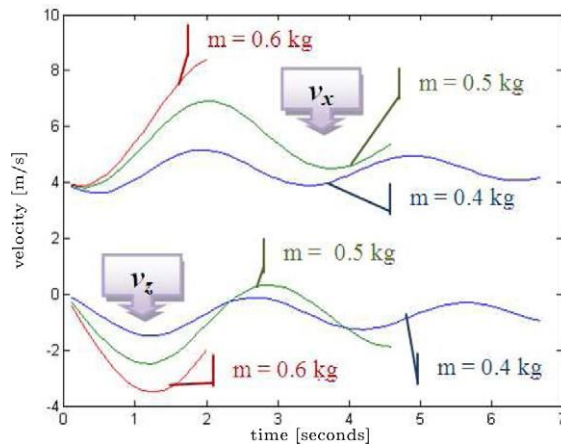 10
8
6
4
2
0
-2
-4
velocity [m/s]
m = 0.6 kg
v_x
m = 0.5 kg
m = 0.4 kg
m = 0.5 kg
v_z
m = 0.6 kg
m = 0.4 kg
0 1 2 3 4 5 6 7
time [seconds]